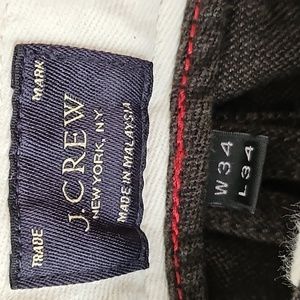 TRADE MARK
J.CREW
NEW YORK, NY
MADE IN MALAYSIA
W34
L34